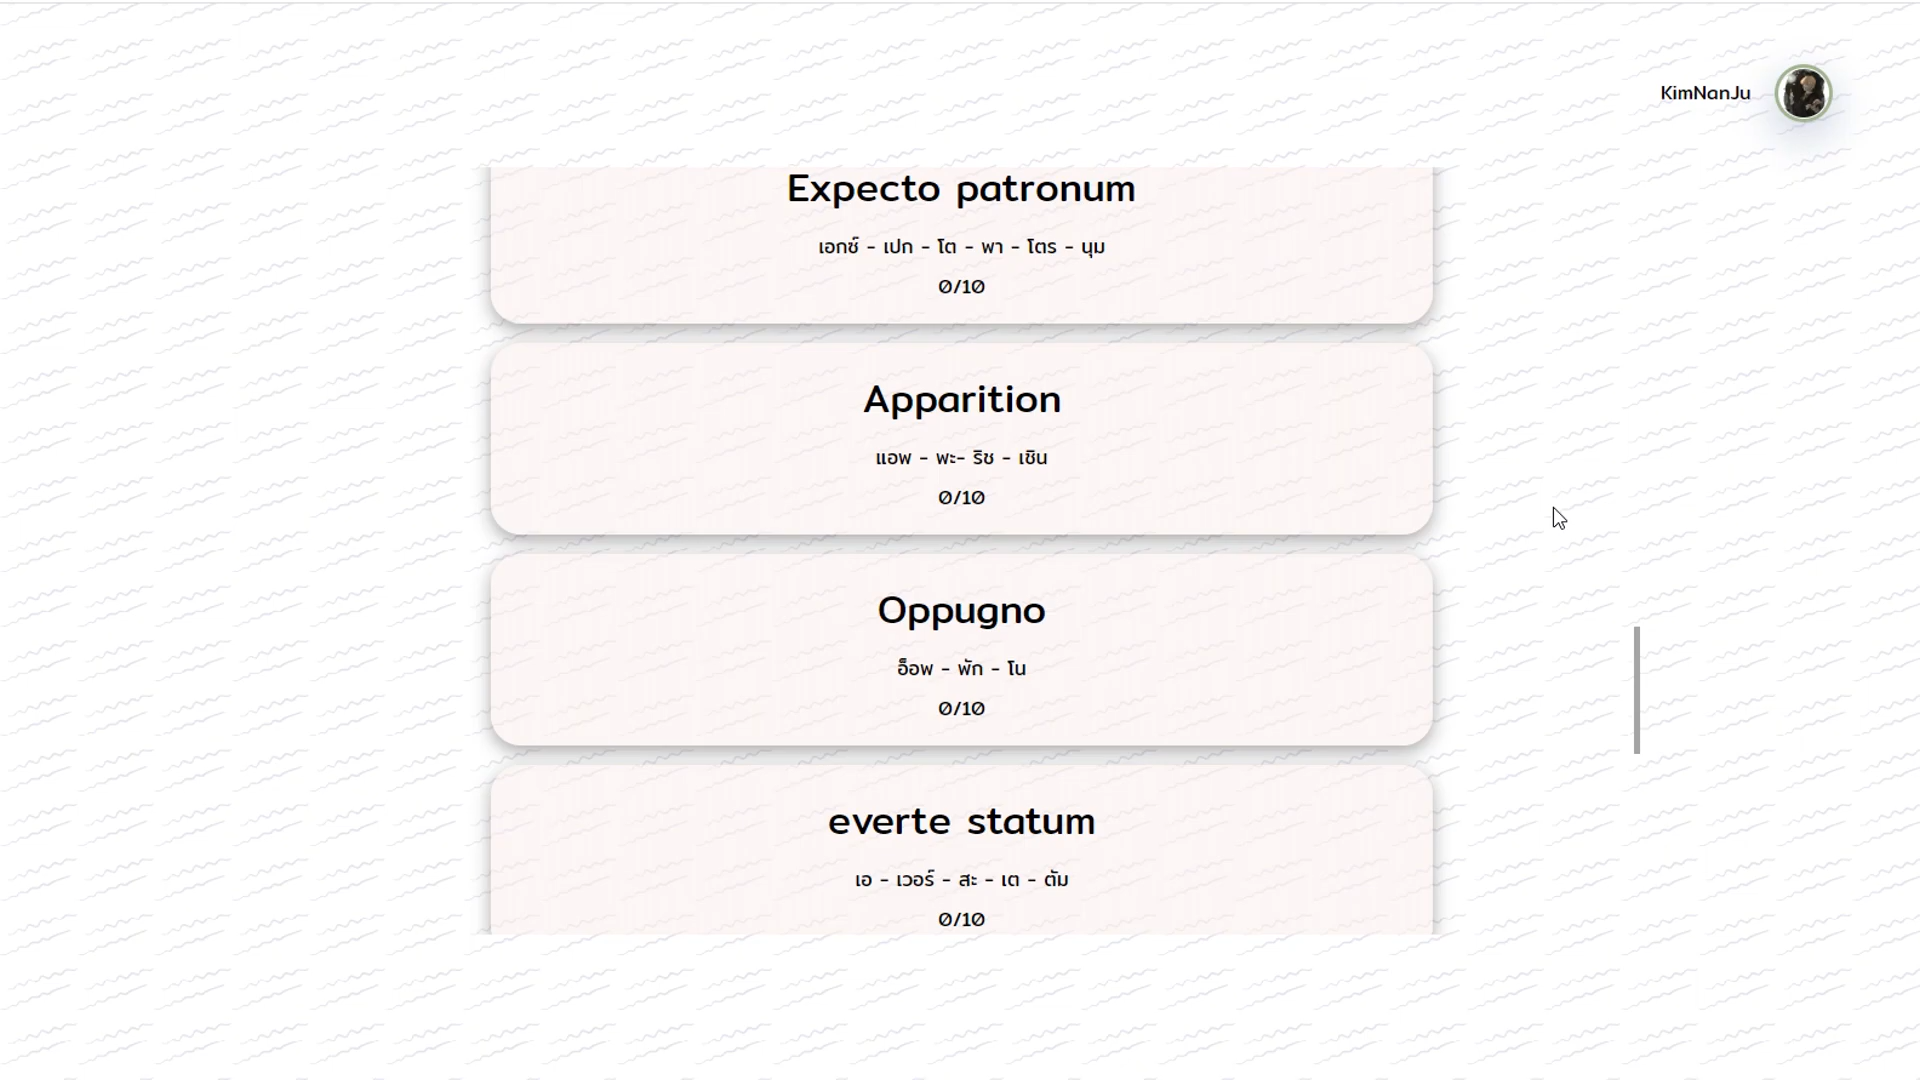 KimNanJu
Expecto patronum
เอกซ์ - เปก - โต - พา - โตร - นุม
0/10
Apparition
แอพ - พะ- ริช - เชิน
0/10
Oppugno
อ็อพ - พัก - โน
0/10
everte statum
เอ - เวอร์ - สะ - เต - ตัม
0/10